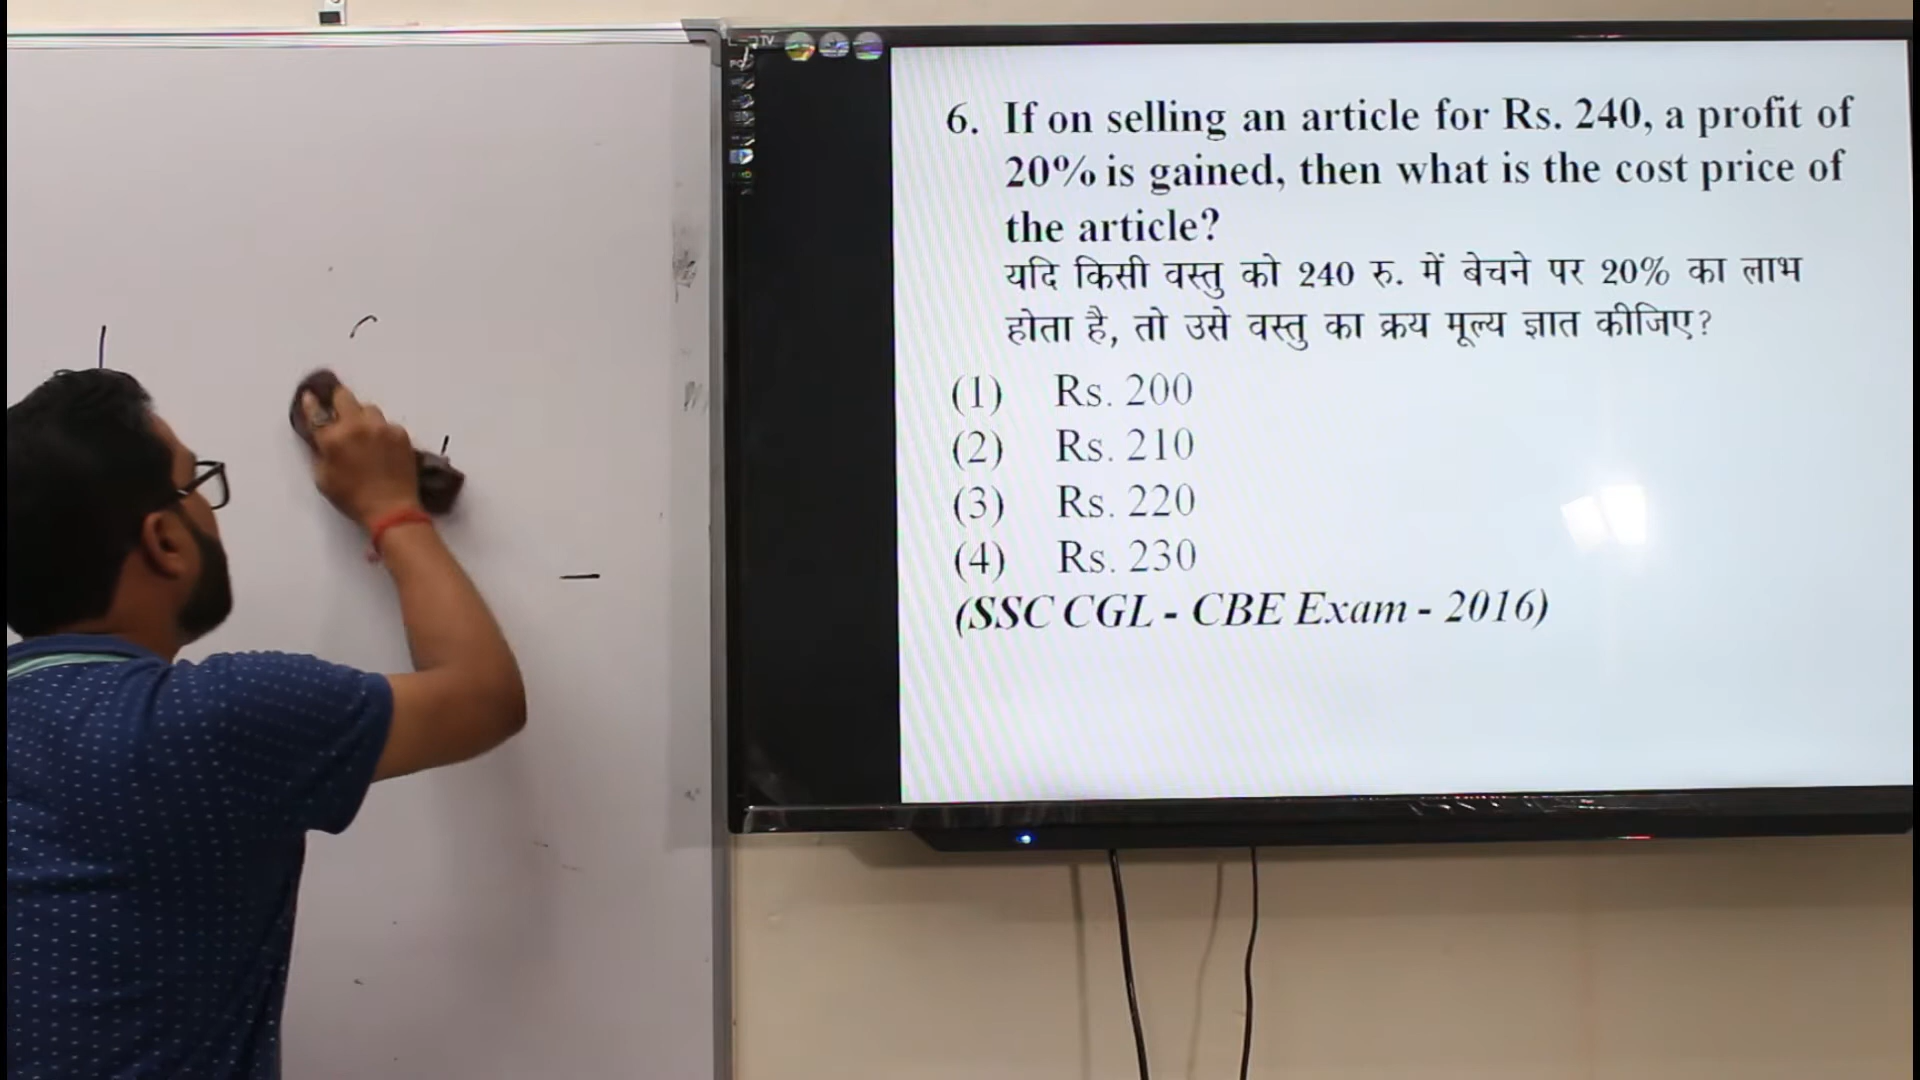 TV
6. If on selling an article for Rs. 240, a profit of
20% is gained, then what is the cost price of
the article?
यदि किसी वस्तु को 240 रु. में बेचने पर 20% का लाभ
होता है, तो उसे वस्तु का क्रय मूल्य ज्ञात कीजिए?
(1) Rs. 200
(2) Rs. 210
(3) Rs. 220
(4) Rs. 230
(SSC CGL - CBE Exam - 2016)